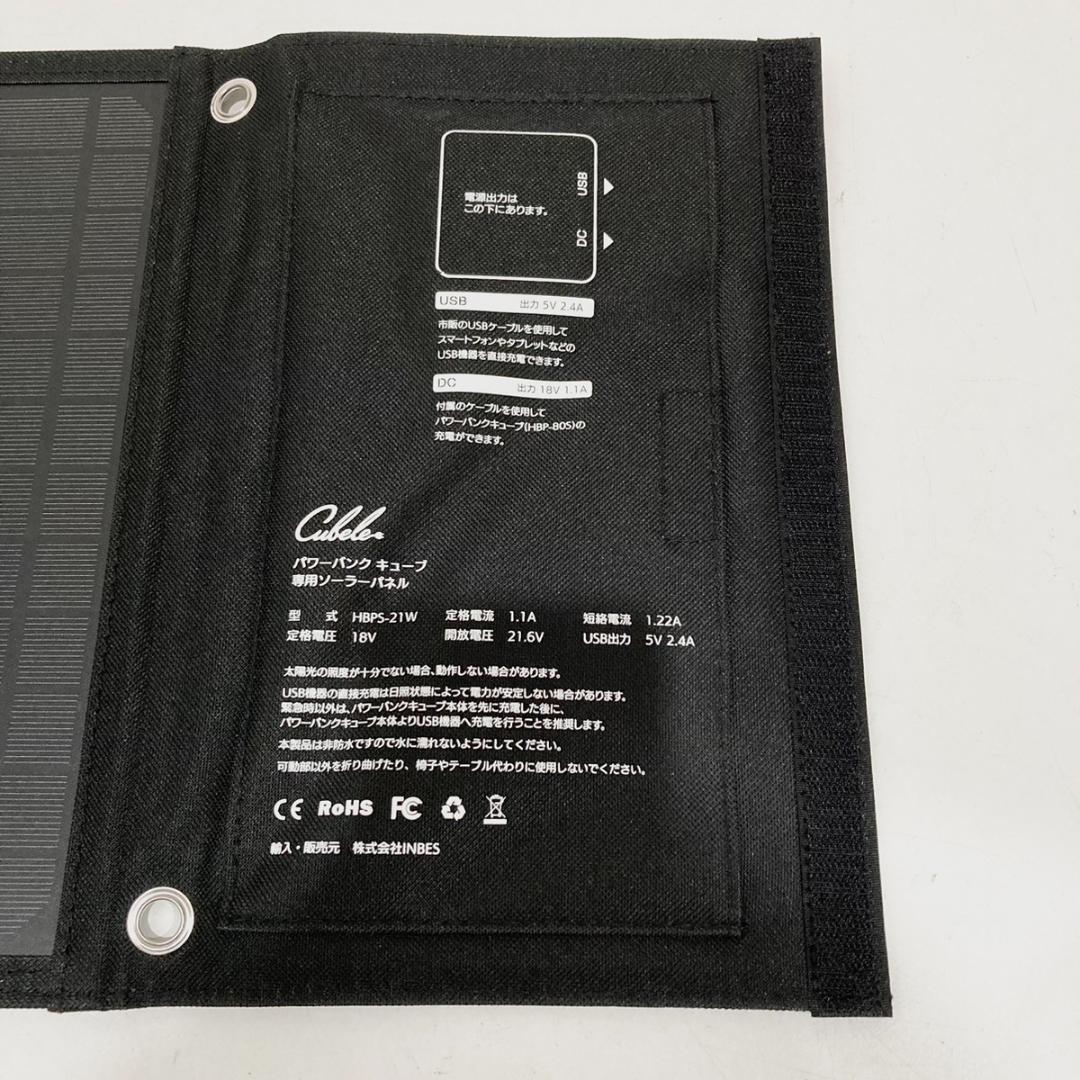 電源出力は
この下にあります。
USB
DC
USB 出力 5V 2.4A
市販のUSBケーブルを使用して
スマートフォンやタブレットなどの
USB機器を直接充電できます。
DC 出力 18V 1.1A
付属のケーブルを使用して
パワーバンクキューブ(HBP-80S)の
充電ができます。
Cubele
パワーバンク キューブ
専用ソーラーパネル
型 式 HBPS-21W 定格電流 1.1A 短絡電流 1.22A
定格電圧 18V 開放電圧 21.6V USB出力 5V 2.4A
太陽光の照度が十分でない場合、動作しない場合があります。
USB機器の直接充電は日照状態によって電力が安定しない場合があります。
緊急時以外は、パワーバンクキューブ本体を先に充電した後に、
パワーバンクキューブ本体よりUSB機器へ充電を行うことを推奨します。
本製品は非防水ですので水に濡れないようにしてください。
可動部以外を折り曲げたり、椅子やテーブル代わりに使用しないでください。
CE RoHS FC
輸入・販売元 株式会社INBES